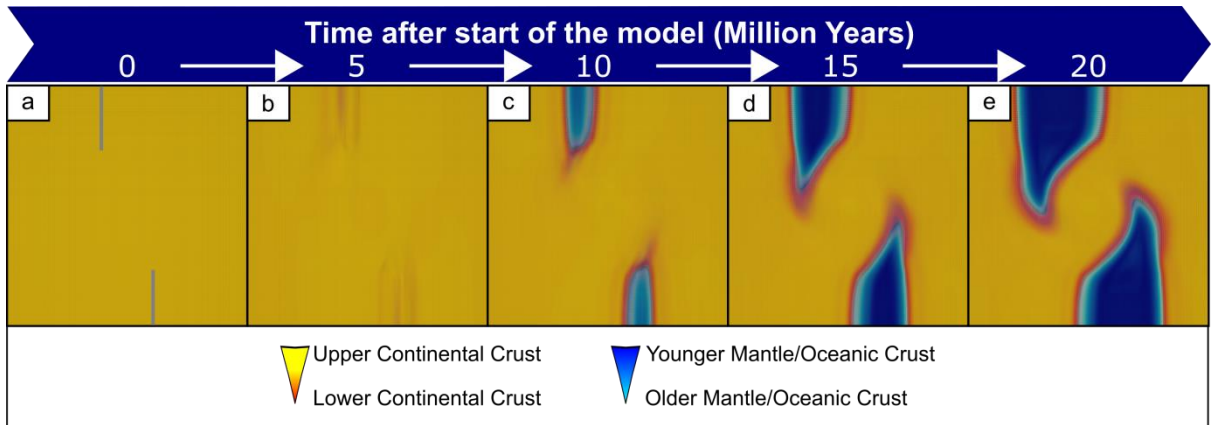 Time after start of the model (Million Years)
0 5 10 15 20
a b c d e
Upper Continental Crust Younger Mantle/Oceanic Crust
Lower Continental Crust Older Mantle/Oceanic Crust